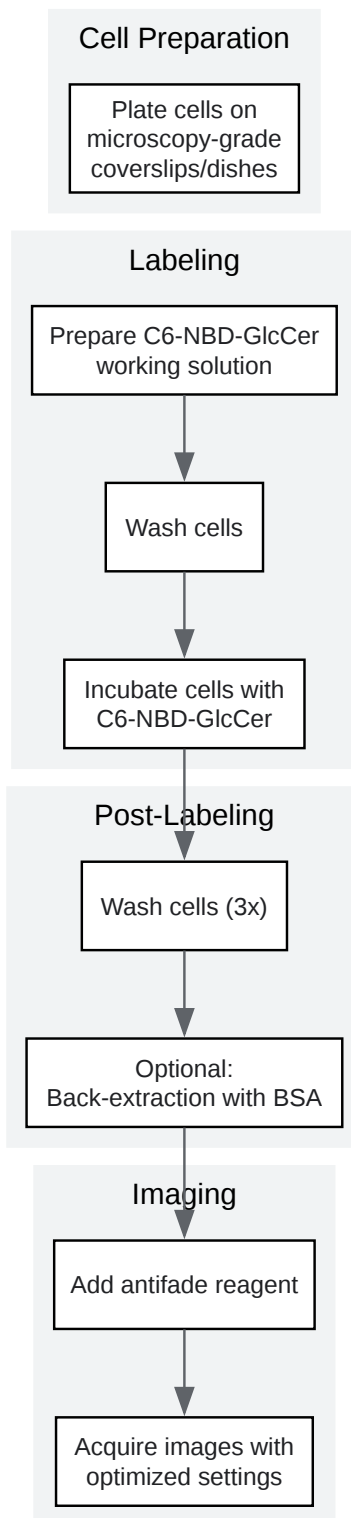 Cell Preparation
Plate cells on
microscopy-grade
coverslips/dishes
Labeling
Prepare C6-NBD-GlcCer
working solution
Wash cells
Incubate cells with
C6-NBD-GlcCer
Post-Labeling
Wash cells (3x)
Optional:
Back-extraction with BSA
Imaging
Add antifade reagent
Acquire images with
optimized settings